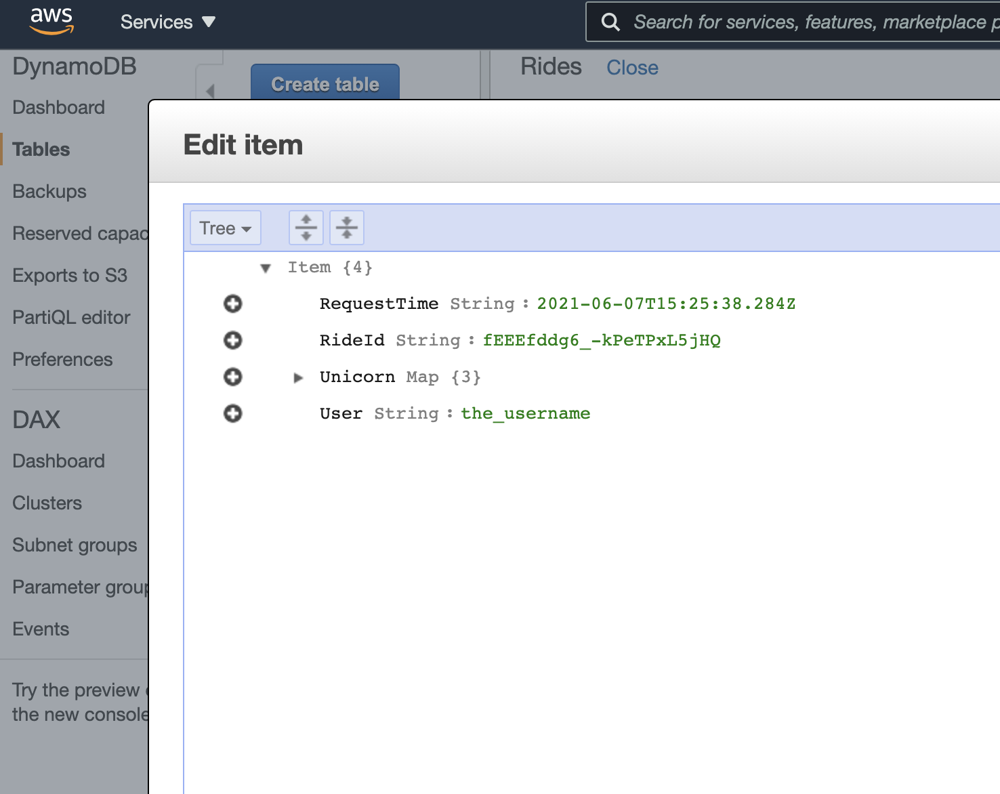 aws
Services
Search for services, features, marketplace p
DynamoDB
Create table
Rides
Close
Dashboard
Tables
Backups
Reserved capac
Exports to S3
PartiQL editor
Preferences
DAX
Dashboard
Clusters
Subnet groups
Parameter group
Events
Try the preview
the new console
Edit item
Tree
Item {4}
RequestTime String : 2021-06-07T15:25:38.284Z
RideId String : fEEEfddg6_-kPeTPxL5jHQ
Unicorn Map {3}
User String : the_username